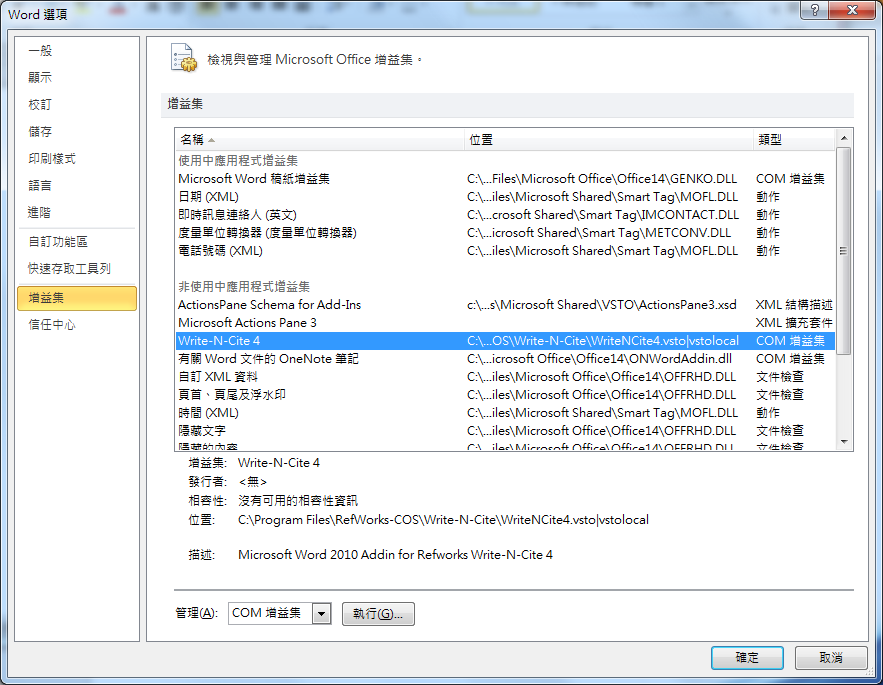 Word 選項
一般
顯示
校訂
儲存
印刷樣式
語言
進階
自訂功能區
快速存取工具列
增益集
信任中心
檢視與管理 Microsoft Office 增益集。
增益集
名稱 位置 類型
使用中應用程式增益集
Microsoft Word 稿紙增益集 C:\...Files\Microsoft Office\Office14\GENKO.DLL COM 增益集
日期 (XML) C:\...iles\Microsoft Shared\Smart Tag\MOFL.DLL 動作
即時訊息連絡人 (英文) C:\...crosoft Shared\Smart Tag\IMCONTACT.DLL 動作
度量單位轉換器 (度量單位轉換器) C:\...icrosoft Shared\Smart Tag\METCONV.DLL 動作
電話號碼 (XML) C:\...iles\Microsoft Shared\Smart Tag\MOFL.DLL 動作
非使用中應用程式增益集
ActionsPane Schema for Add-Ins c:\...s\Microsoft Shared\VSTO\ActionsPane3.xsd XML 結構描述
Microsoft Actions Pane 3 XML 擴充套件
Write-N-Cite 4 C:\...OS\Write-N-Cite\WriteNCite4.vsto|vstolocal COM 增益集
有關 Word 文件的 OneNote 筆記 C:\...icrosoft Office\Office14\ONWordAddin.dll COM 增益集
自訂 XML 資料 C:\...iles\Microsoft Office\Office14\OFFRHD.DLL 文件檢查
頁首、頁尾及浮水印 C:\...iles\Microsoft Office\Office14\OFFRHD.DLL 文件檢查
時間 (XML) C:\...iles\Microsoft Shared\Smart Tag\MOFL.DLL 動作
隱藏文字 C:\...iles\Microsoft Office\Office14\OFFRHD.DLL 文件檢查
隱藏的內容 C:\...iles\Microsoft Office\Office14\OFFRHD.DLL 文件檢查
增益集: Write-N-Cite 4
發行者: <無>
相容性: 沒有可用的相容性資訊
位置: C:\Program Files\RefWorks-COS\Write-N-Cite\WriteNCite4.vsto|vstolocal
描述: Microsoft Word 2010 Addin for Refworks Write-N-Cite 4
管理(A): COM 增益集 執行(G)...
確定 取消